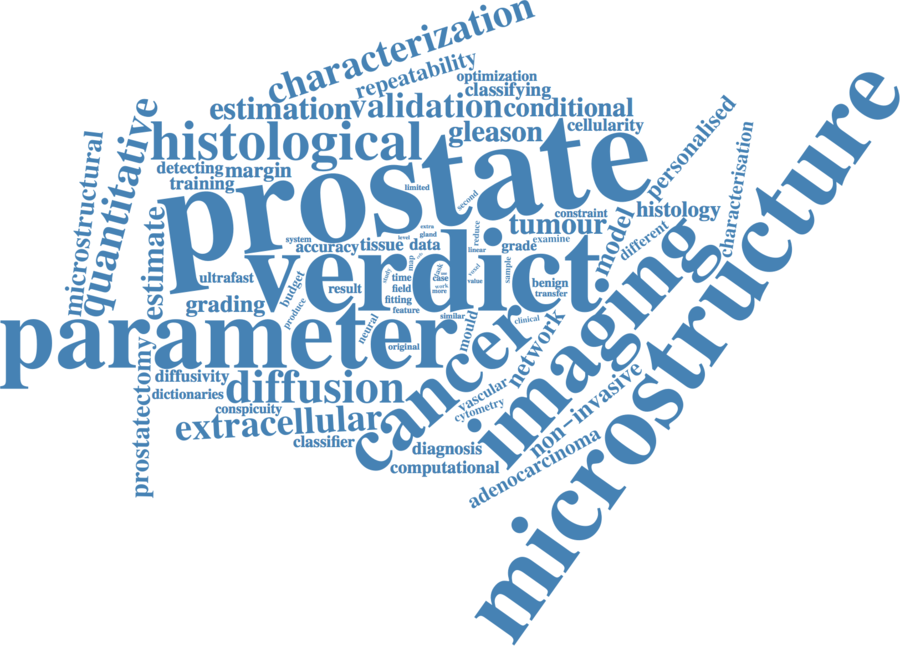 characterization
repeatability
optimization
classifying
estimation
validation
conditional
histological
gleason
cellularity
personalised
microstructural
quantitative
detecting
margin
training
limited
prostate
second
constraint
histology
characterisation
tumour
model
different
microstructure
estimate
system
accuracy
tissue
data
level
extra
gland
reduce
linear
grade
examine
verdict
ultrafast
budget
result
study
time
map
field
task
case
work
more
value
sample
benign
transfer
imaging
grading
produce
fitting
feature
similar
mould
clinical
parameter
neural
original
cancer
network
prostatectomy
diffusivity
dictionaries
diffusion
vascular
cytometry
non-invasive
conspicuity
extracellular
classifier
diagnosis
computational
adenocarcinoma